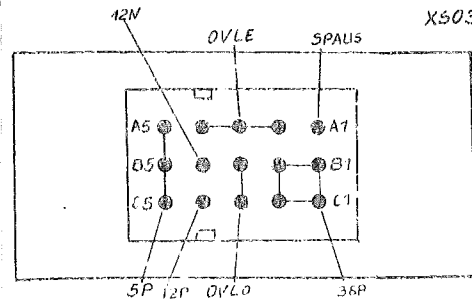 XS03
12N OVLE SPAUS
A5 A1
B5 B1
C5 C1
5P 12P OVLO 36P